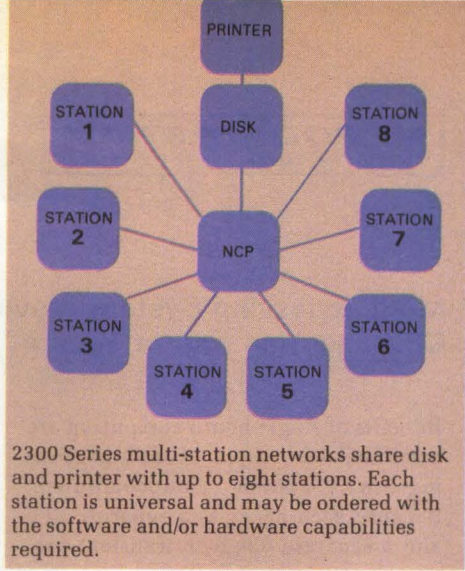 PRINTER
DISK
STATION
1
STATION
8
STATION
2
STATION
7
NCP
STATION
3
STATION
6
STATION
4
STATION
5
2300 Series multi-station networks share disk
and printer with up to eight stations. Each
station is universal and may be ordered with
the software and/or hardware capabilities
required.